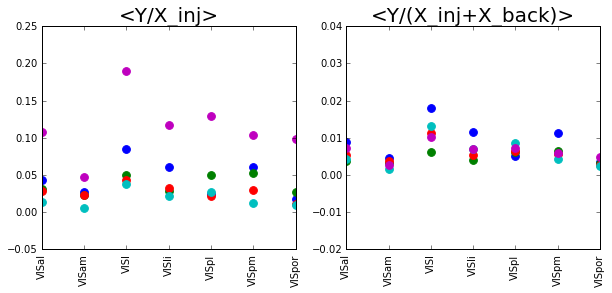 <Y/X_inj>
0.25
0.20
0.15
0.10
0.05
0.00
−0.05
VISal
VISam
VISl
VISli
VISpl
VISpm
VISpor
<Y/(X_inj+X_back)>
0.04
0.03
0.02
0.01
0.00
−0.01
−0.02
VISal
VISam
VISl
VISli
VISpl
VISpm
VISpor